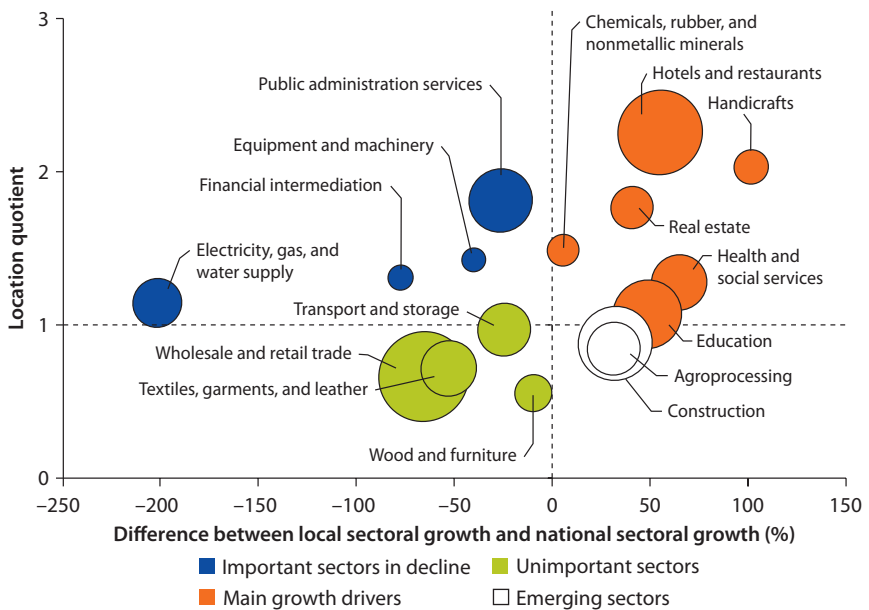 3
2
1
0
Location quotient
Chemicals, rubber, and
nonmetallic minerals
Hotels and restaurants
Public administration services
Handicrafts
Equipment and machinery
Financial intermediation
Real estate
Electricity, gas, and
water supply
Health and
social services
Transport and storage
Education
Wholesale and retail trade
Agroprocessing
Textiles, garments, and leather
Construction
Wood and furniture
−250 −200 −150 −100 −50 0 50 100 150
Difference between local sectoral growth and national sectoral growth (%)
Important sectors in decline Unimportant sectors
Main growth drivers Emerging sectors